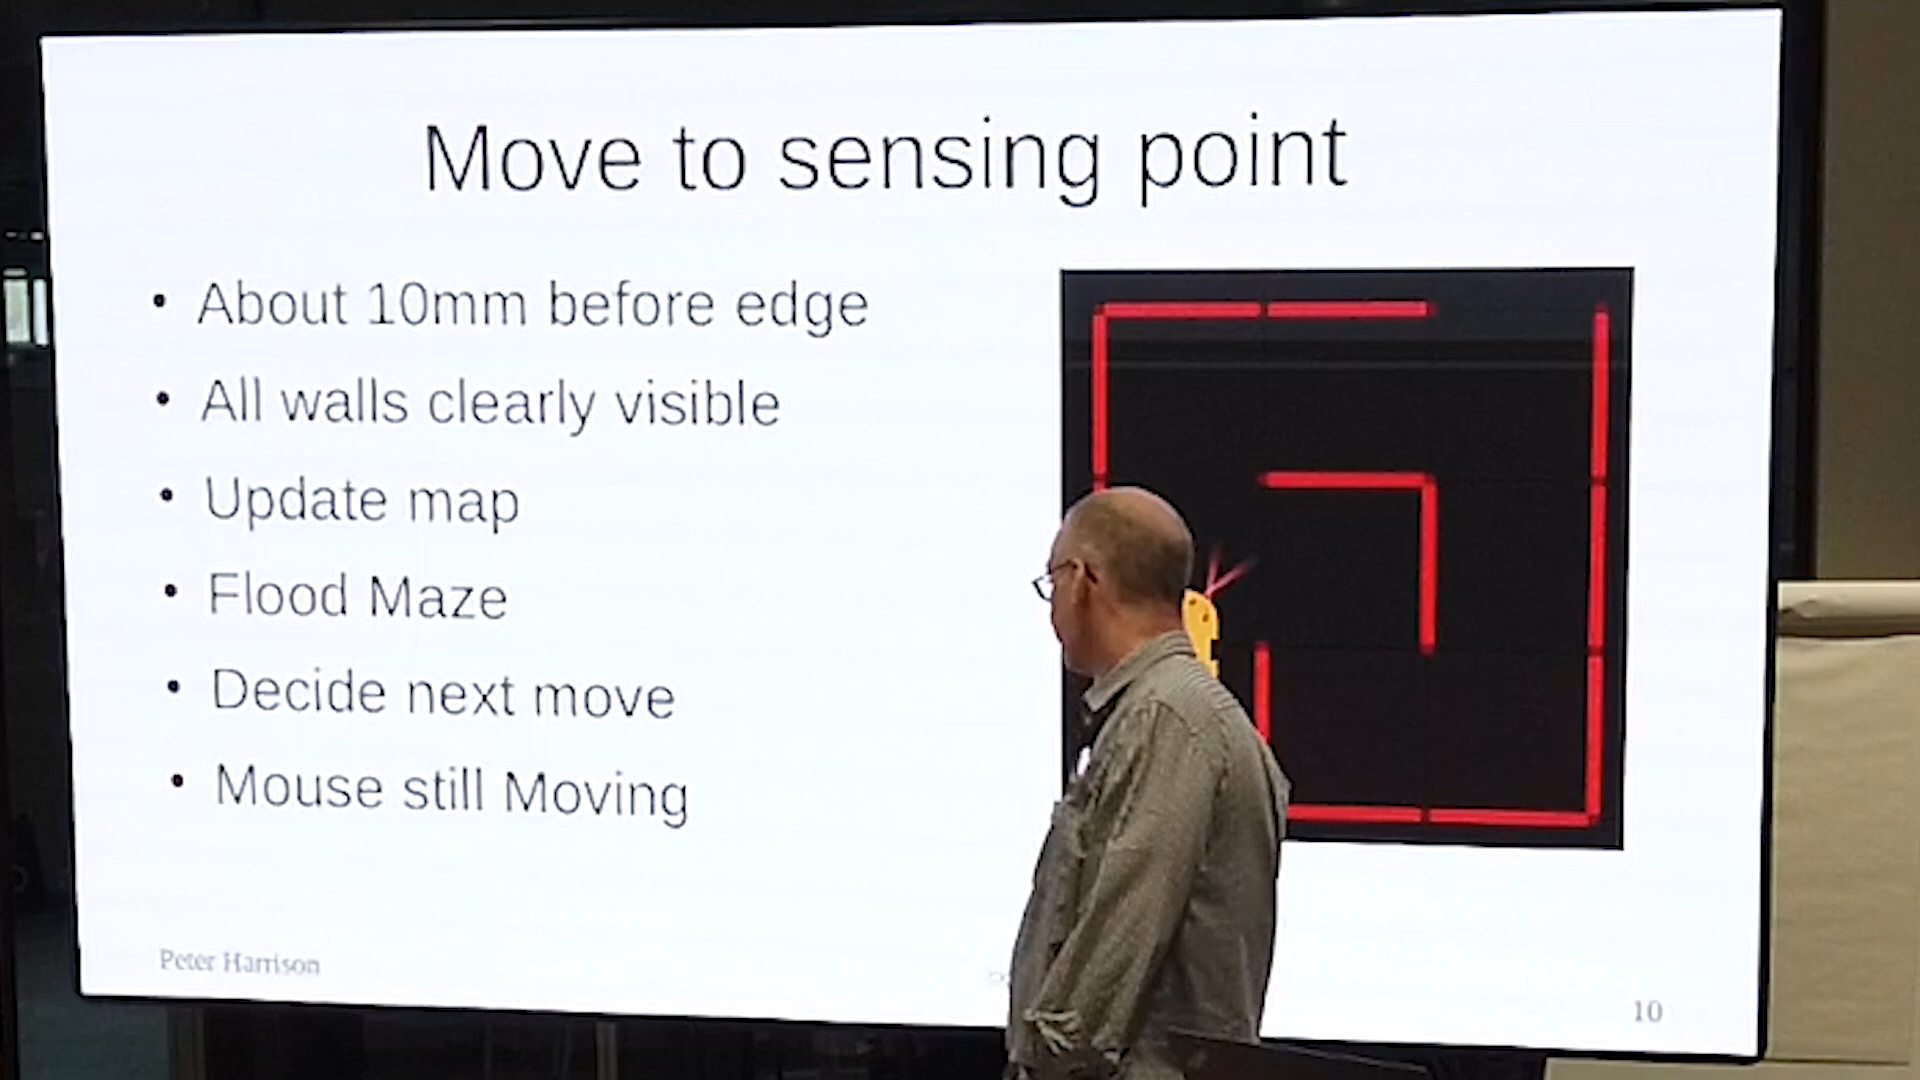 Move to sensing point
• About 10mm before edge
• All walls clearly visible
• Update map
• Flood Maze
• Decide next move
• Mouse still Moving
Peter Harrison
10